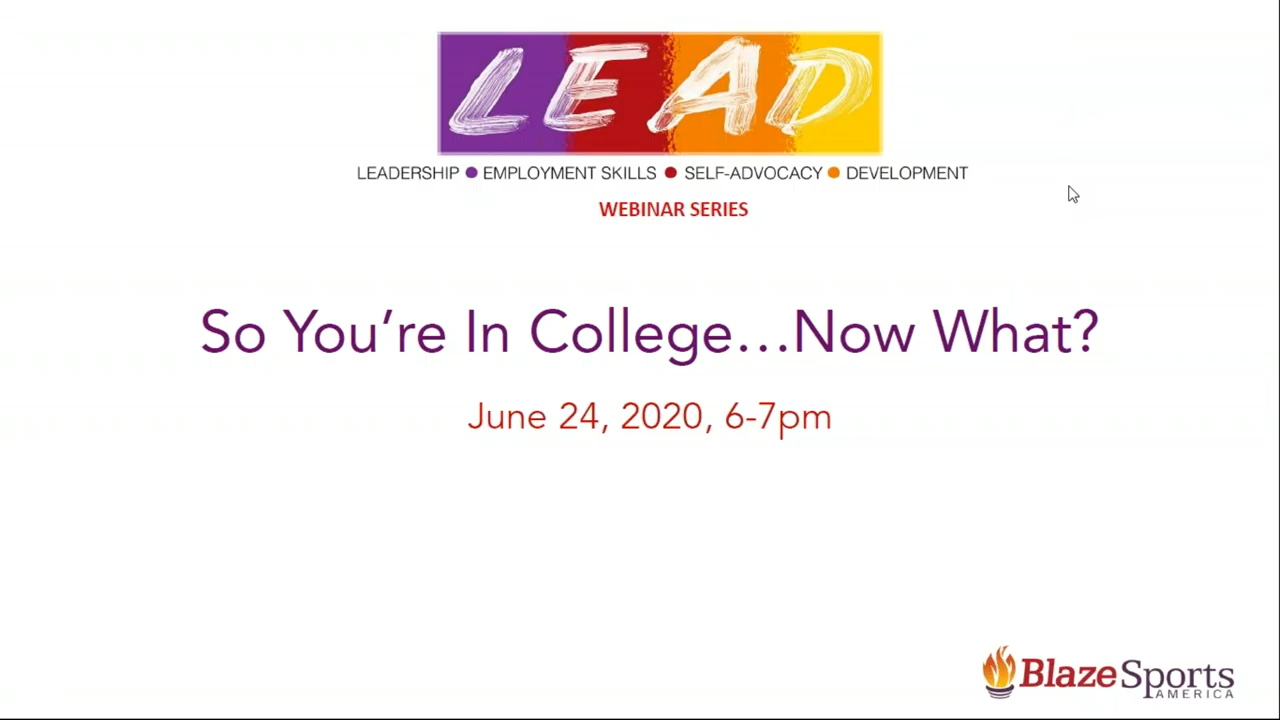 LEAD
LEADERSHIP ● EMPLOYMENT SKILLS ● SELF-ADVOCACY ● DEVELOPMENT
WEBINAR SERIES
So You're In College...Now What?
June 24, 2020, 6-7pm
BlazeSports
AMERICA